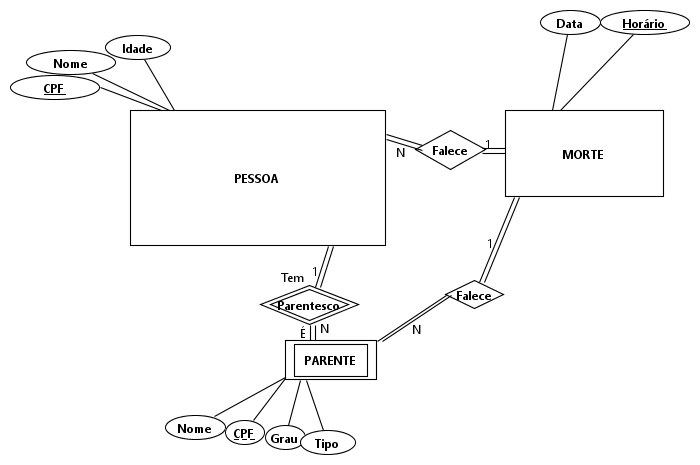 Data
Horário
Idade
Nome
CPF
PESSOA
N
Falece
1
MORTE
1
Falece
N
Tem
1
Parentesco
É
N
PARENTE
Nome
CPF
Grau
Tipo